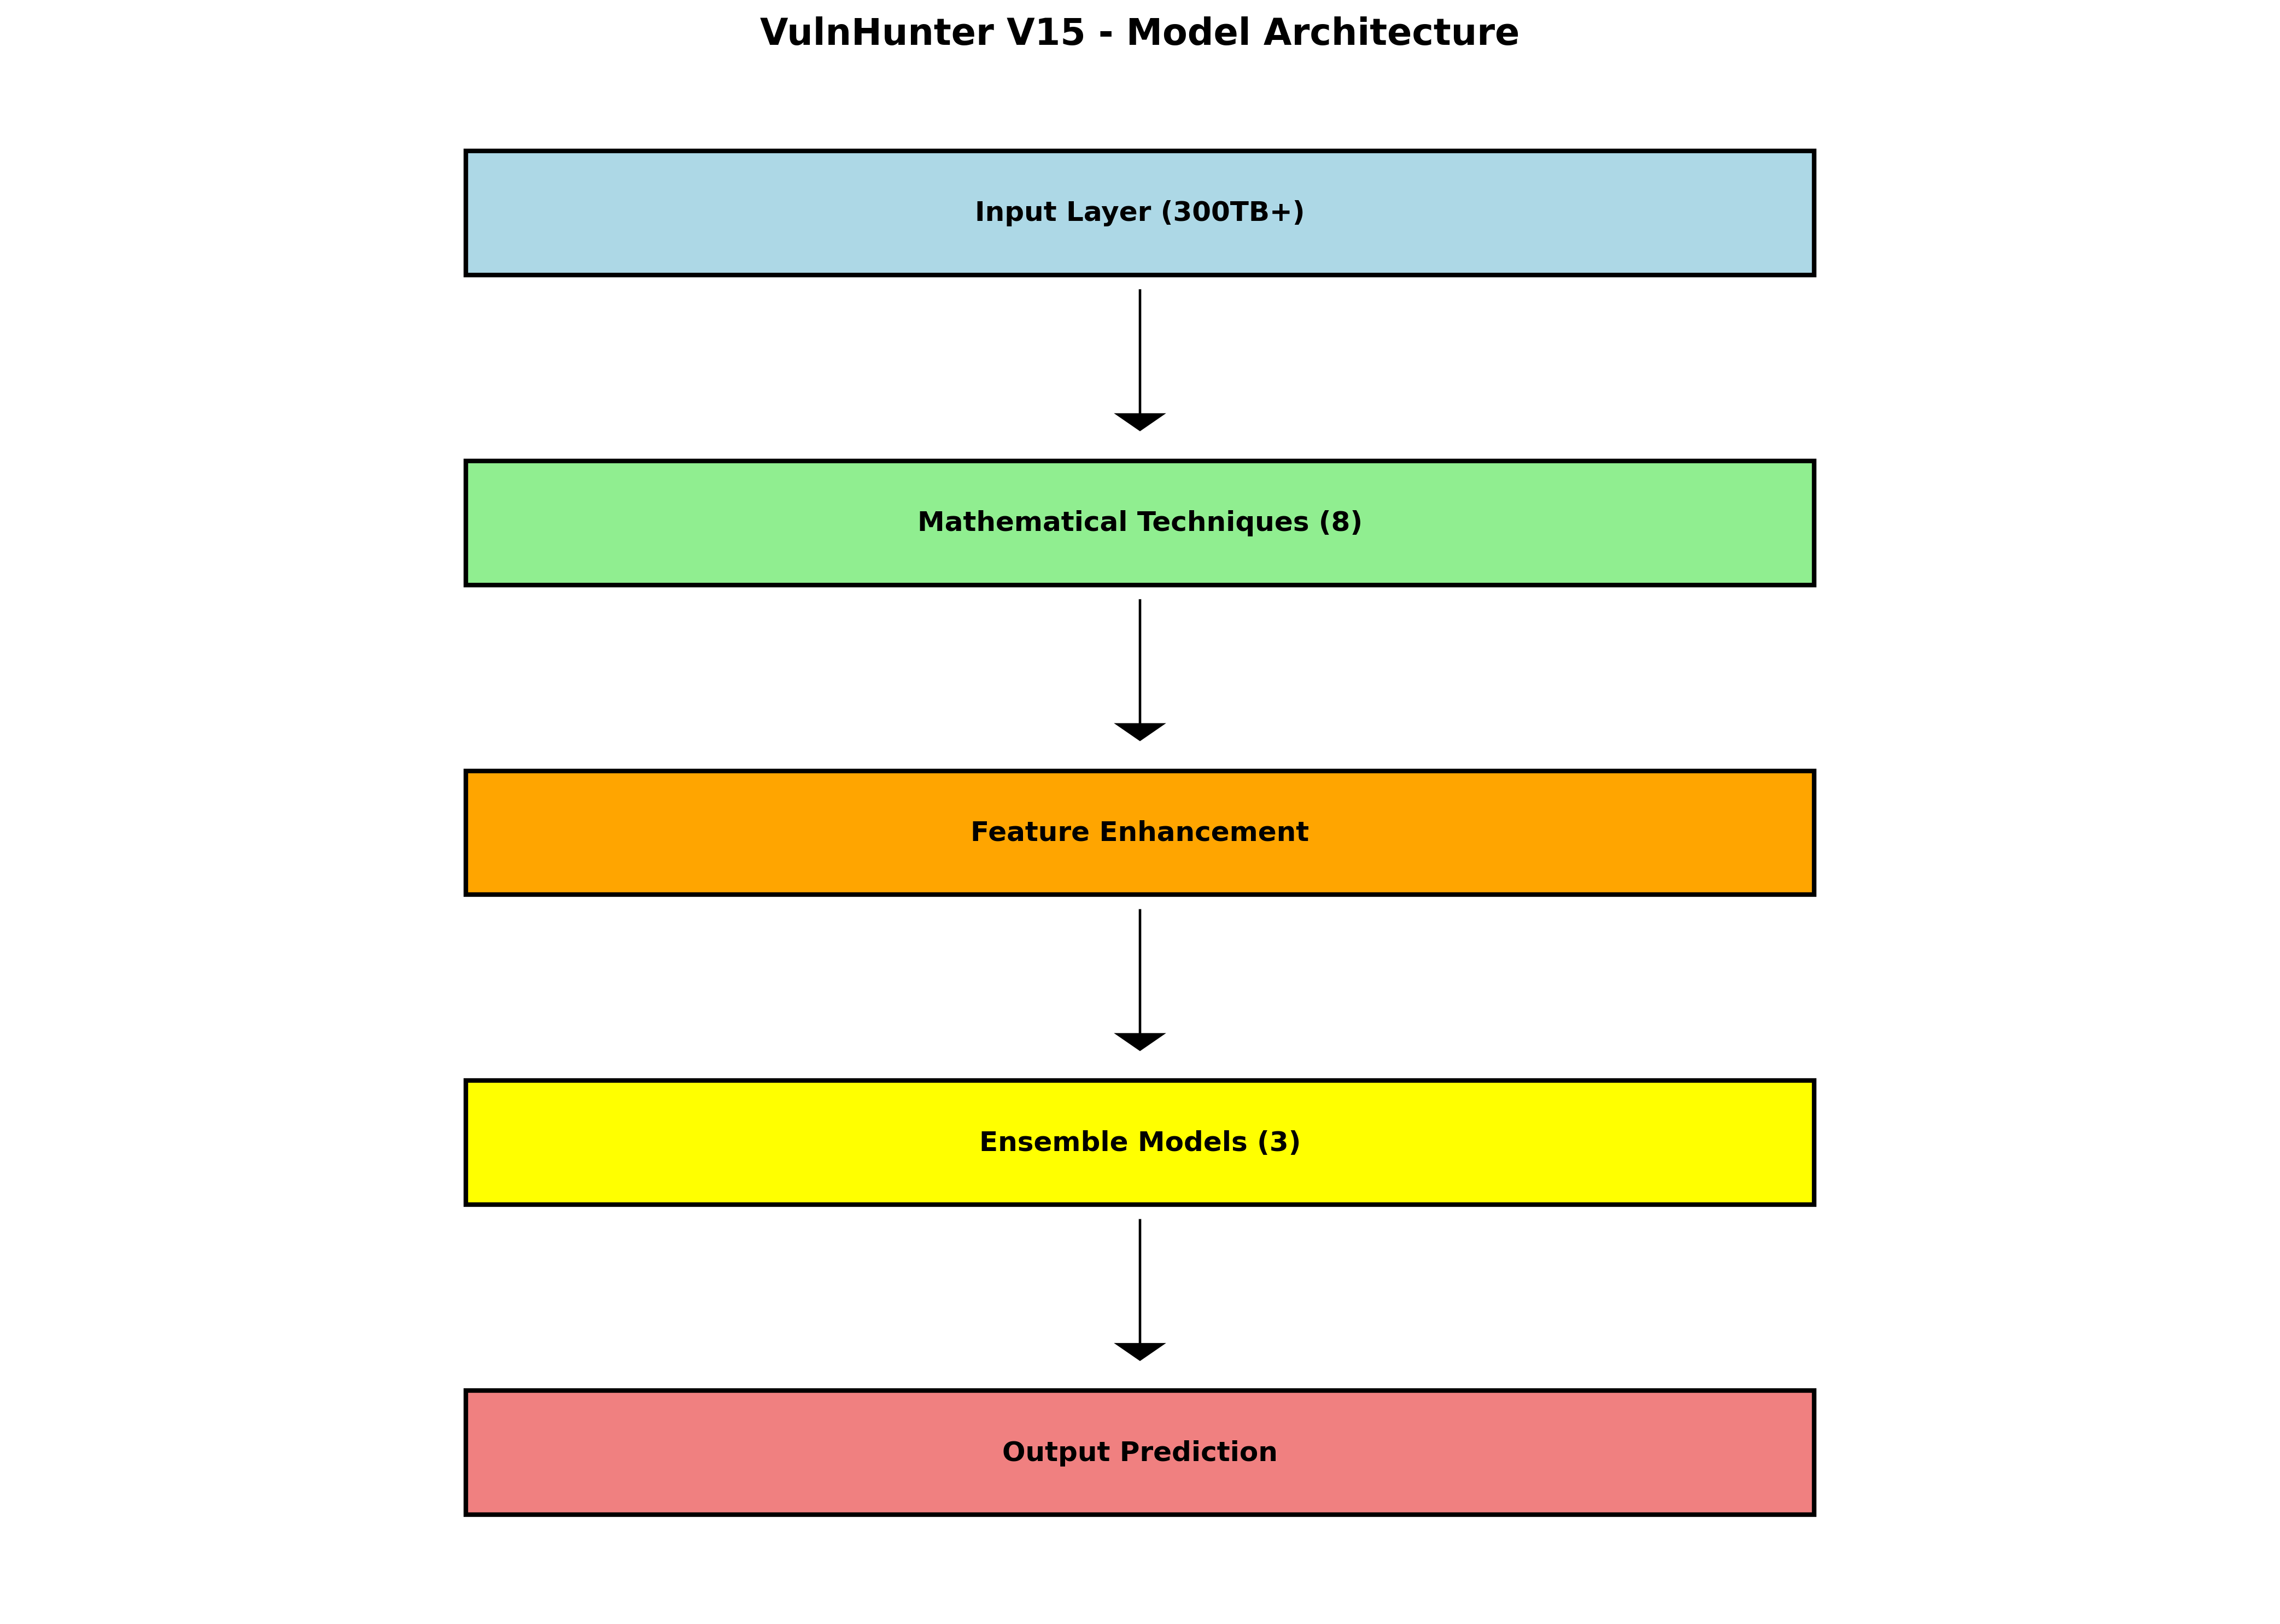 VulnHunter V15 - Model Architecture
Input Layer (300TB+)
Mathematical Techniques (8)
Feature Enhancement
Ensemble Models (3)
Output Prediction